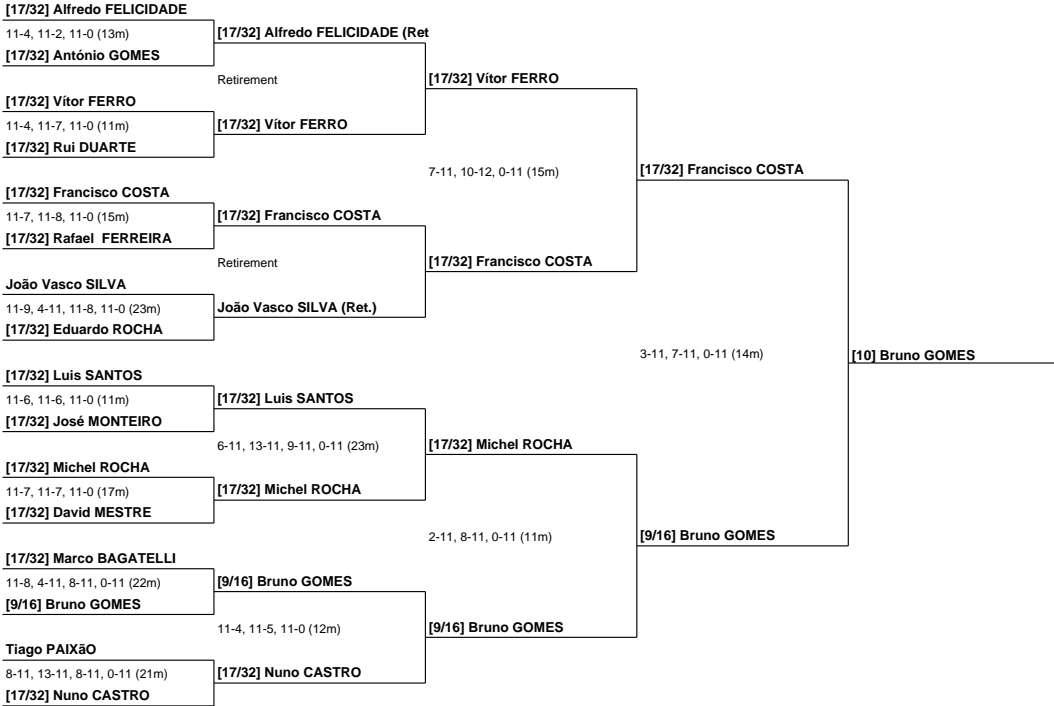 [17/32] Alfredo FELICIDADE
11-4, 11-2, 11-0 (13m)
[17/32] António GOMES
[17/32] Vítor FERRO
11-4, 11-7, 11-0 (11m)
[17/32] Rui DUARTE
[17/32] Francisco COSTA
11-7, 11-8, 11-0 (15m)
[17/32] Rafael FERREIRA
João Vasco SILVA
11-9, 4-11, 11-8, 11-0 (23m)
[17/32] Eduardo ROCHA
[17/32] Luis SANTOS
11-6, 11-6, 11-0 (11m)
[17/32] José MONTEIRO
[17/32] Michel ROCHA
11-7, 11-7, 11-0 (17m)
[17/32] David MESTRE
[17/32] Marco BAGATELLI
11-8, 4-11, 8-11, 0-11 (22m)
[9/16] Bruno GOMES
Tiago PAIXãO
8-11, 13-11, 8-11, 0-11 (21m)
[17/32] Nuno CASTRO
[17/32] Alfredo FELICIDADE (Ret
Retirement
[17/32] Vítor FERRO
[17/32] Francisco COSTA
Retirement
João Vasco SILVA (Ret.)
[17/32] Luis SANTOS
6-11, 13-11, 9-11, 0-11 (23m)
[17/32] Michel ROCHA
[9/16] Bruno GOMES
11-4, 11-5, 11-0 (12m)
[17/32] Nuno CASTRO
[17/32] Vítor FERRO
7-11, 10-12, 0-11 (15m)
[17/32] Francisco COSTA
[17/32] Michel ROCHA
2-11, 8-11, 0-11 (11m)
[9/16] Bruno GOMES
[17/32] Francisco COSTA
3-11, 7-11, 0-11 (14m)
[9/16] Bruno GOMES
[10] Bruno GOMES